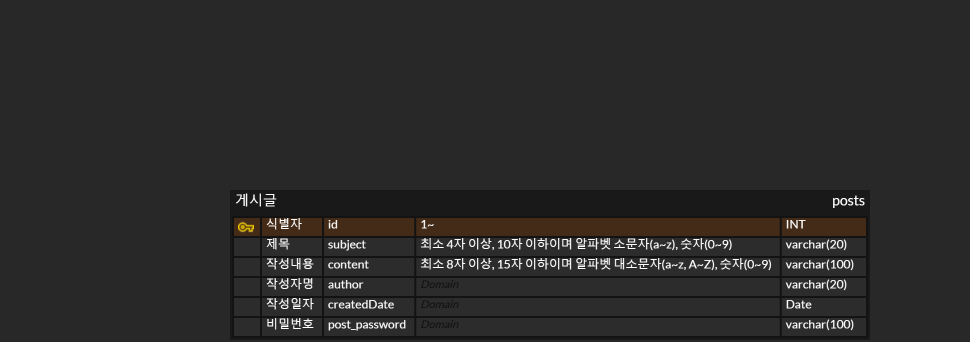 게시글 posts
식별자 id 1~ INT
제목 subject 최소 4자 이상, 10자 이하이며 알파벳 소문자(a~z), 숫자(0~9) varchar(20)
작성내용 content 최소 8자 이상, 15자 이하이며 알파벳 대소문자(a~z, A~Z), 숫자(0~9) varchar(100)
작성자명 author Domain varchar(20)
작성일자 createdDate Domain Date
비밀번호 post_password Domain varchar(100)